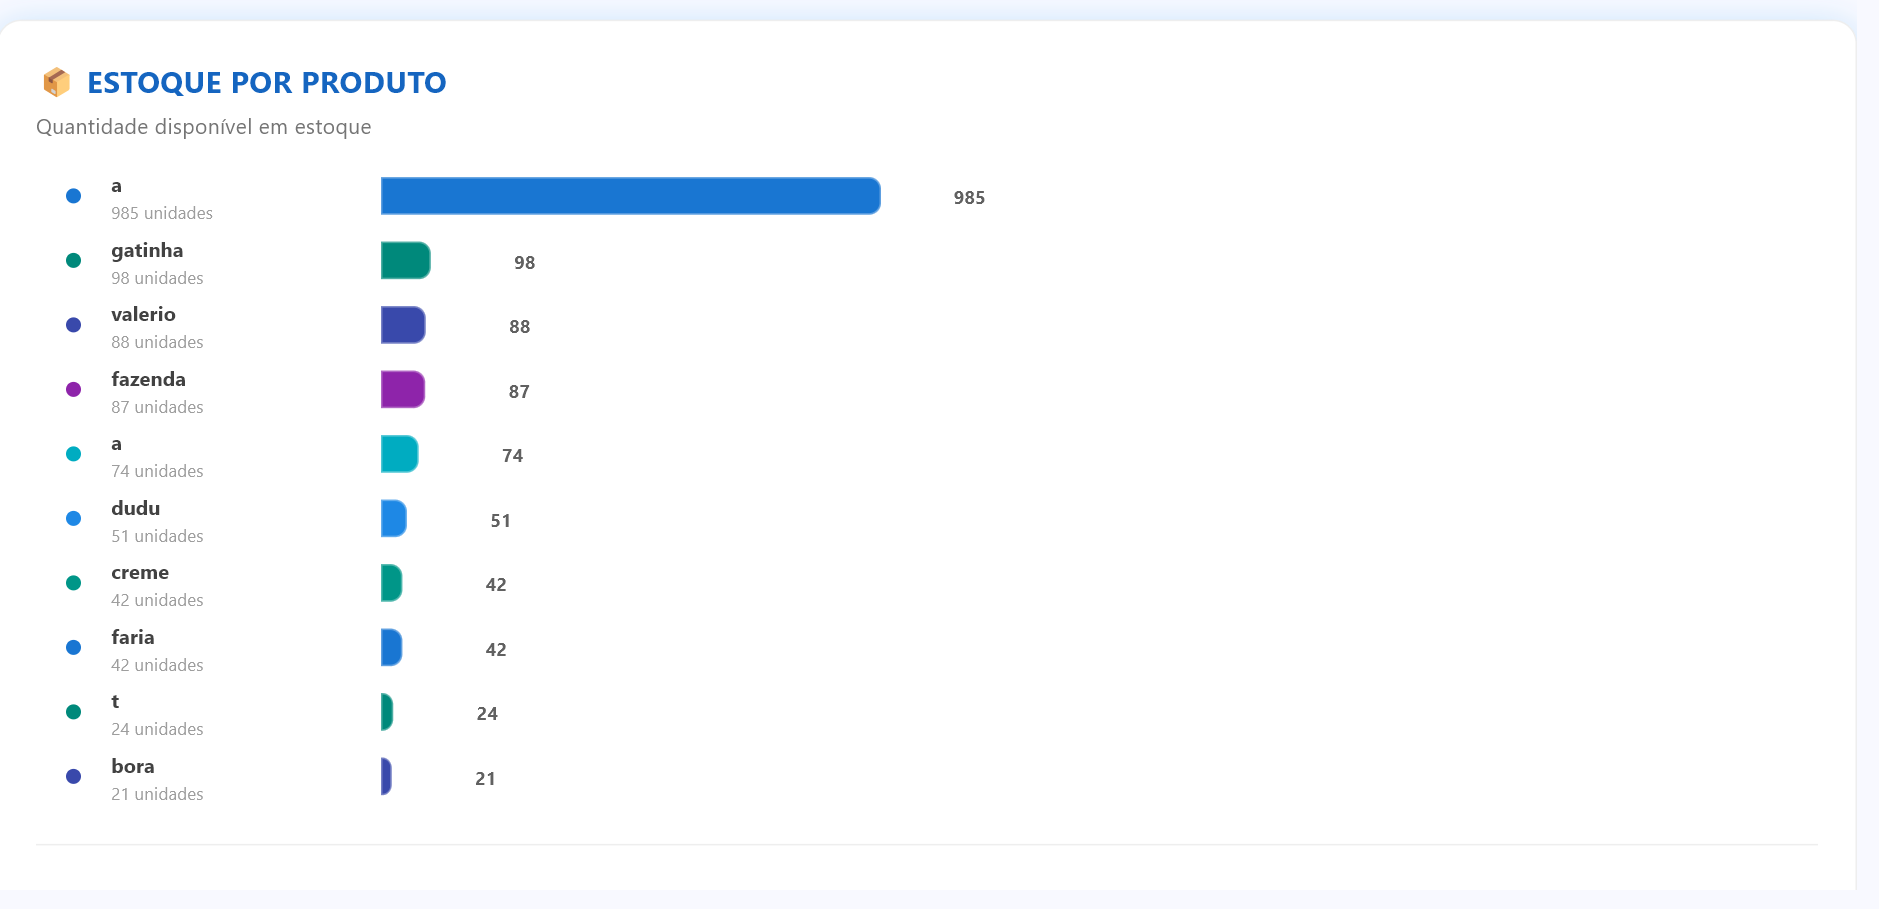 ESTOQUE POR PRODUTO
Quantidade disponível em estoque
a
985 unidades
985
gatinha
98 unidades
98
valerio
88 unidades
88
fazenda
87 unidades
87
a
74 unidades
74
dudu
51 unidades
51
creme
42 unidades
42
faria
42 unidades
42
t
24 unidades
24
bora
21 unidades
21